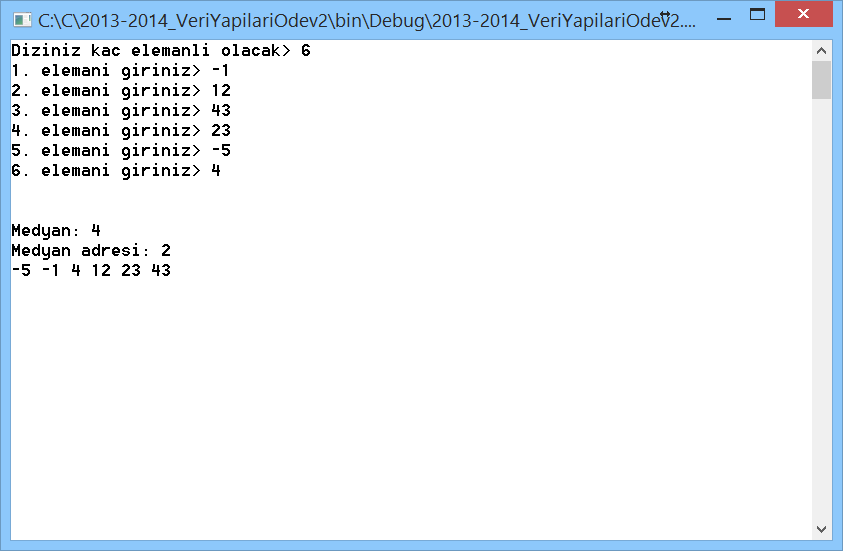 C:\C\2013-2014_VeriYapilariOdev2\bin\Debug\2013-2014_VeriYapilariOdev2....
Diziniz kac elemanli olacak> 6
1. elemani giriniz> -1
2. elemani giriniz> 12
3. elemani giriniz> 43
4. elemani giriniz> 23
5. elemani giriniz> -5
6. elemani giriniz> 4
Medyan: 4
Medyan adresi: 2
-5 -1 4 12 23 43